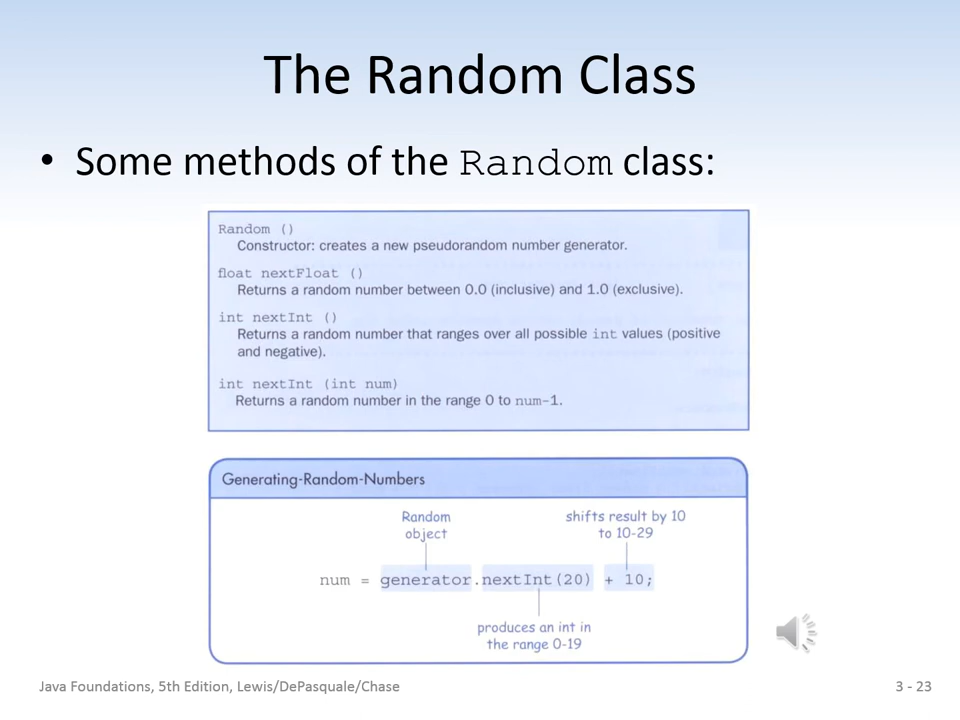 The Random Class
• Some methods of the Random class:
Random ()
Constructor: creates a new pseudorandom number generator.
float nextFloat ()
Returns a random number between 0.0 (inclusive) and 1.0 (exclusive).
int nextInt ()
Returns a random number that ranges over all possible int values (positive
and negative).
int nextInt (int num)
Returns a random number in the range 0 to num-1.
Generating-Random-Numbers
Random
object
shifts result by 10
to 10-29
num = generator.nextInt(20) + 10;
produces an int in
the range 0-19
Java Foundations, 5th Edition, Lewis/DePasquale/Chase
3 - 23